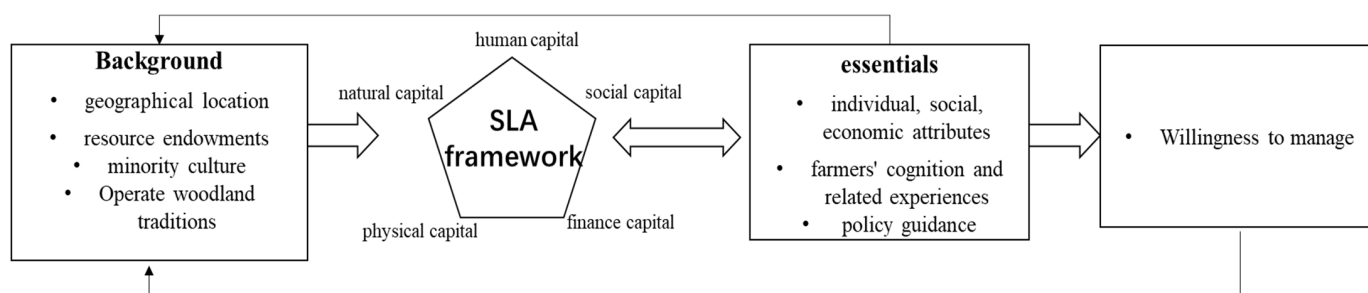 Background
• geographical location
• resource endowments
• minority culture
• Operate woodland
traditions
human capital
natural capital
social capital
SLA
framework
physical capital
finance capital
essentials
• individual, social,
economic attributes
• farmers' cognition and
related experiences
• policy guidance
• Willingness to manage